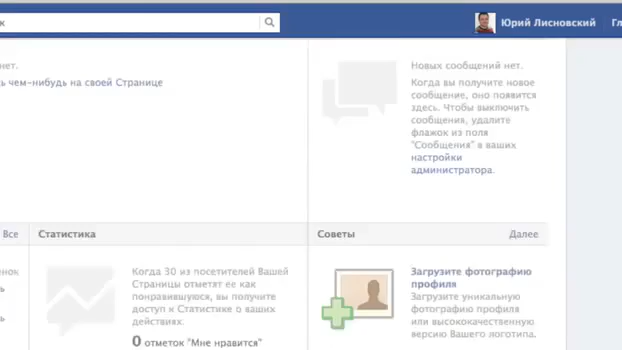 к
Юрий Лисновский
Гл
нет.
ь чем-нибудь на своей Странице
Новых сообщений нет.
Когда вы получите новое
сообщение, оно появится
здесь. Чтобы выключить
сообщения, удалите
флажок из поля
"Сообщения" в ваших
настройки
администратора.
Все
Статистика
Советы
Далее
енок
ь
ь
Когда 30 из посетителей Вашей
Страницы отметят ее как
понравившуюся, вы получите
доступ к Статистике о ваших
действиях.
0 отметок "Мне нравится"
Загрузите фотографию
профиля
Загрузите уникальную
фотографию профиля
или высококачественную
версию Вашего логотипа.